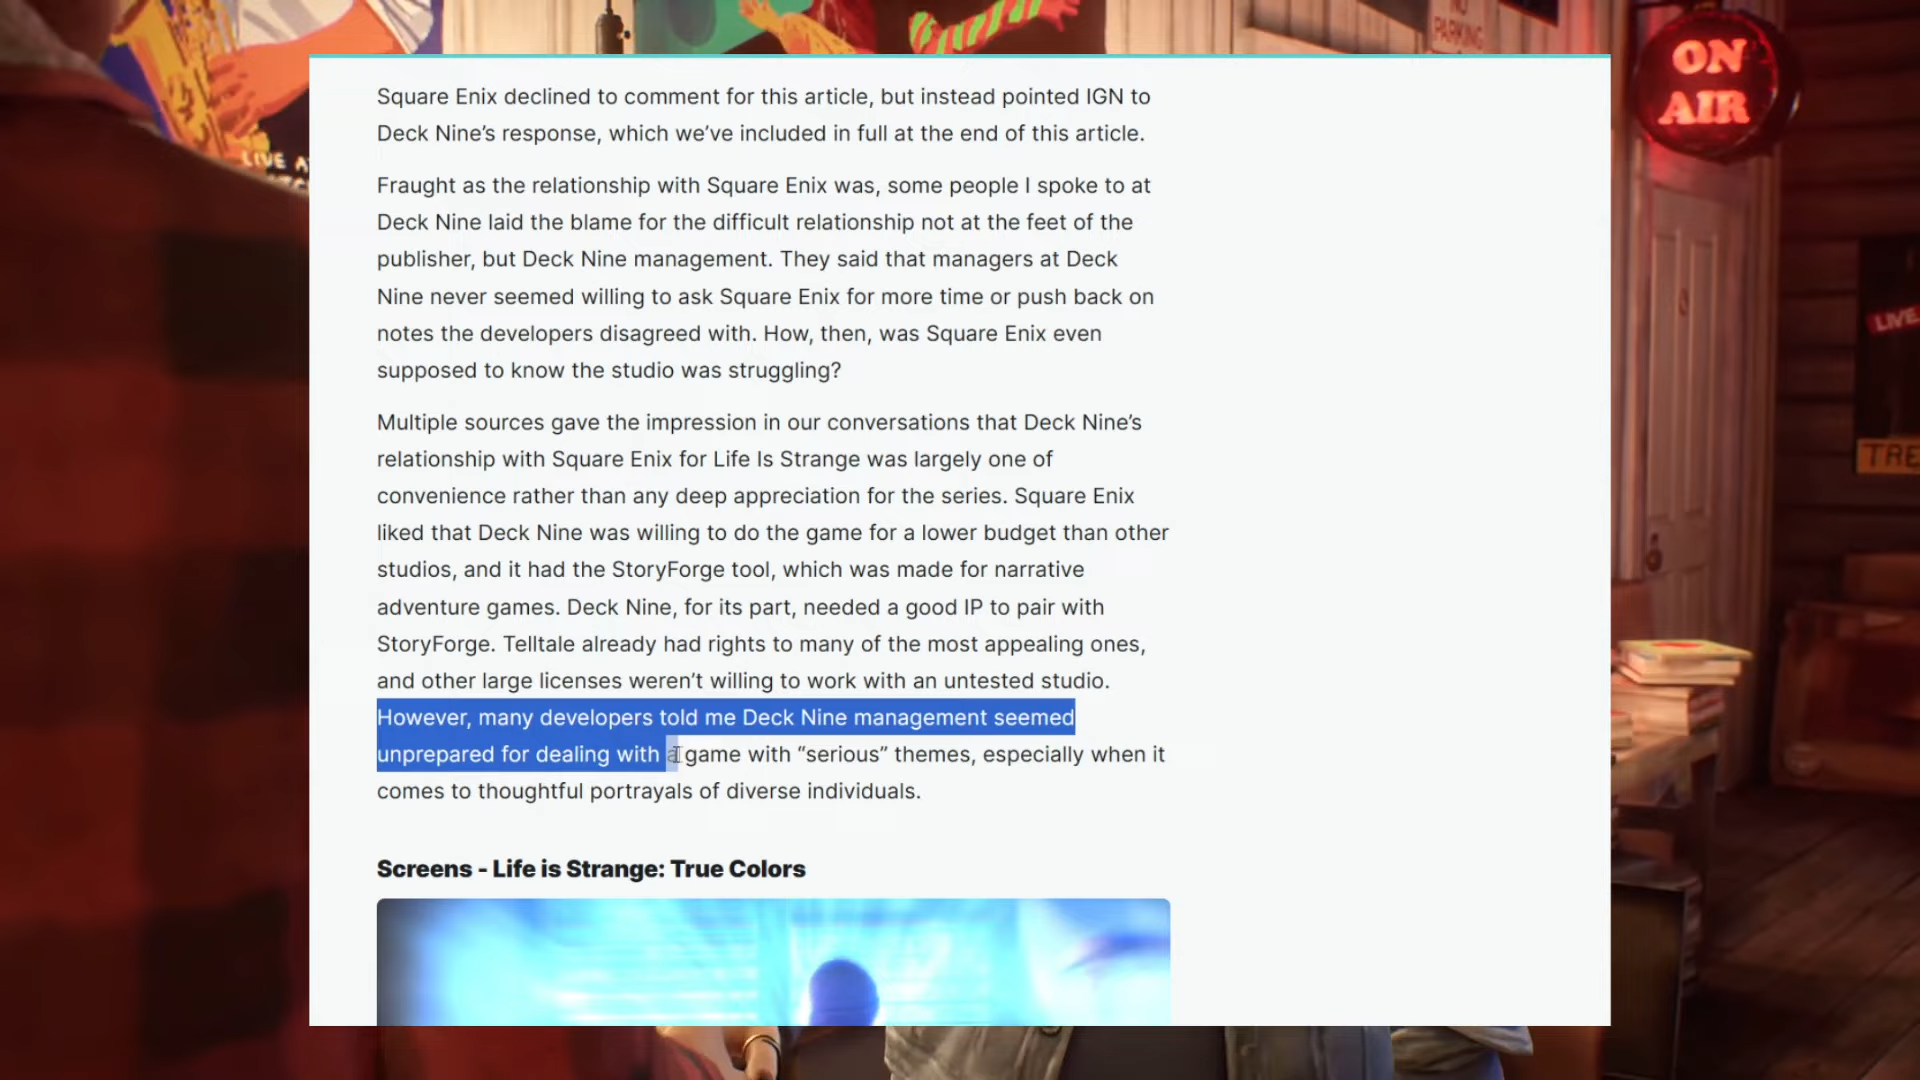 LIVE A
NO
PARKING
ON
AIR
Square Enix declined to comment for this article, but instead pointed IGN to
Deck Nine’s response, which we’ve included in full at the end of this article.
Fraught as the relationship with Square Enix was, some people I spoke to at
Deck Nine laid the blame for the difficult relationship not at the feet of the
publisher, but Deck Nine management. They said that managers at Deck
Nine never seemed willing to ask Square Enix for more time or push back on
notes the developers disagreed with. How, then, was Square Enix even
supposed to know the studio was struggling?
LIVE
Multiple sources gave the impression in our conversations that Deck Nine’s
relationship with Square Enix for Life Is Strange was largely one of
TRE
convenience rather than any deep appreciation for the series. Square Enix
liked that Deck Nine was willing to do the game for a lower budget than other
studios, and it had the StoryForge tool, which was made for narrative
adventure games. Deck Nine, for its part, needed a good IP to pair with
StoryForge. Telltale already had rights to many of the most appealing ones,
and other large licenses weren’t willing to work with an untested studio.
However, many developers told me Deck Nine management seemed
unprepared for dealing with a game with “serious” themes, especially when it
comes to thoughtful portrayals of diverse individuals.
Screens - Life is Strange: True Colors